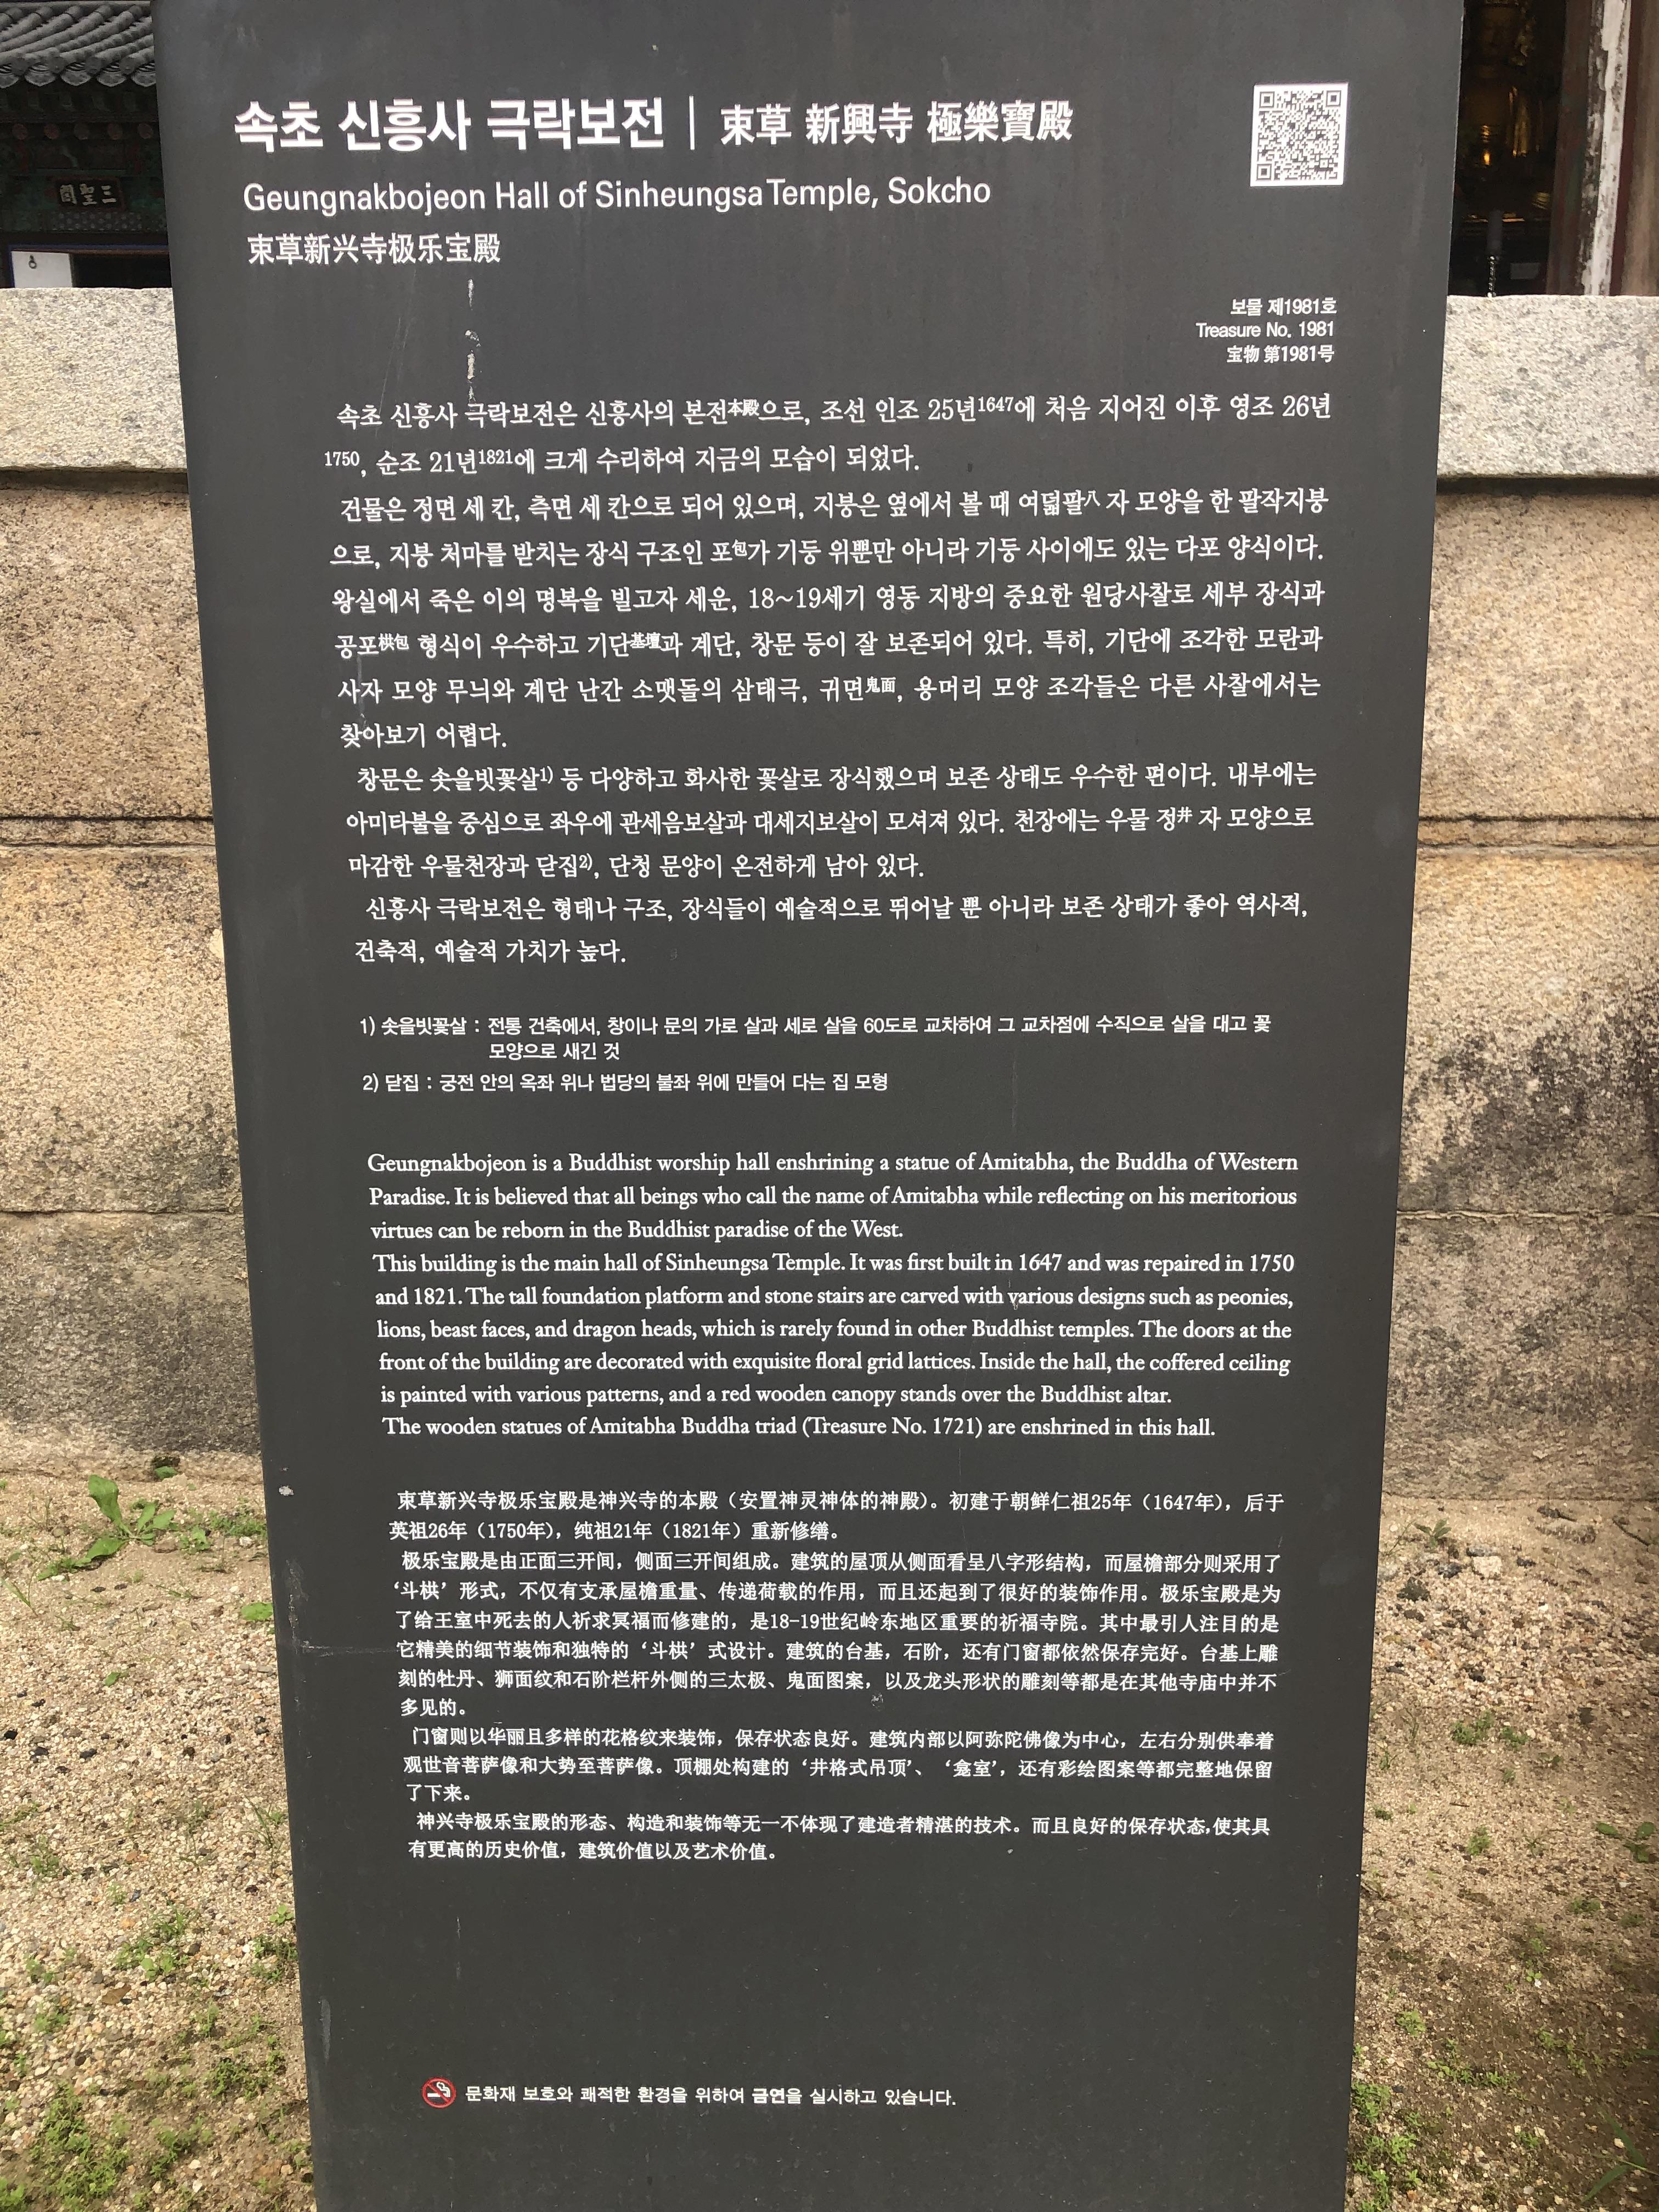 속초 신흥사 극락보전 | 束草 新興寺 極樂寶殿
Geungnakbojeon Hall of Sinheungsa Temple, Sokcho
束草新兴寺极乐宝殿
보물 제1981호
Treasure No. 1981
宝物 第1981号
속초 신흥사 극락보전은 신흥사의 본전本殿으로, 조선 인조 25년1647에 처음 지어진 이후 영조 26년
1750, 순조 21년1821에 크게 수리하여 지금의 모습이 되었다.
건물은 정면 세 칸, 측면 세 칸으로 되어 있으며, 지붕은 옆에서 볼 때 여덟팔八 자 모양을 한 팔작지붕
으로, 지붕 처마를 받치는 장식 구조인 포包가 기둥 위뿐만 아니라 기둥 사이에도 있는 다포 양식이다.
왕실에서 죽은 이의 명복을 빌고자 세운, 18~19세기 영동 지방의 중요한 원당사찰로 세부 장식과
공포栱包 형식이 우수하고 기단基壇과 계단, 창문 등이 잘 보존되어 있다. 특히, 기단에 조각한 모란과
사자 모양 무늬와 계단 난간 소맷돌의 삼태극, 귀면鬼面, 용머리 모양 조각들은 다른 사찰에서는
찾아보기 어렵다.
창문은 솟을빗꽃살1) 등 다양하고 화사한 꽃살로 장식했으며 보존 상태도 우수한 편이다. 내부에는
아미타불을 중심으로 좌우에 관세음보살과 대세지보살이 모셔져 있다. 천장에는 우물 정井 자 모양으로
마감한 우물천장과 닫집2), 단청 문양이 온전하게 남아 있다.
신흥사 극락보전은 형태나 구조, 장식들이 예술적으로 뛰어날 뿐 아니라 보존 상태가 좋아 역사적,
건축적, 예술적 가치가 높다.
1) 솟을빗꽃살 : 전통 건축에서, 창이나 문의 가로 살과 세로 살을 60도로 교차하여 그 교차점에 수직으로 살을 대고 꽃
모양으로 새긴 것
2) 닫집 : 궁전 안의 옥좌 위나 법당의 불좌 위에 만들어 다는 집 모형
Geungnakbojeon is a Buddhist worship hall enshrining a statue of Amitabha, the Buddha of Western
Paradise. It is believed that all beings who call the name of Amitabha while reflecting on his meritorious
virtues can be reborn in the Buddhist paradise of the West.
This building is the main hall of Sinheungsa Temple. It was first built in 1647 and was repaired in 1750
and 1821. The tall foundation platform and stone stairs are carved with various designs such as peonies,
lions, beast faces, and dragon heads, which is rarely found in other Buddhist temples. The doors at the
front of the building are decorated with exquisite floral grid lattices. Inside the hall, the coffered ceiling
is painted with various patterns, and a red wooden canopy stands over the Buddhist altar.
The wooden statues of Amitabha Buddha triad (Treasure No. 1721) are enshrined in this hall.
束草新兴寺极乐宝殿是神兴寺的本殿（安置神灵神体的神殿）。初建于朝鲜仁祖25年（1647年），后于
英祖26年（1750年），纯祖21年（1821年）重新修缮。
极乐宝殿是由正面三开间，侧面三开间组成。建筑的屋顶从侧面看呈八字形结构，而屋檐部分则采用了
‘斗栱’形式，不仅有支承屋檐重量、传递荷载的作用，而且还起到了很好的装饰作用。极乐宝殿是为
了给王室中死去的人祈求冥福而修建的，是18-19世纪岭东地区重要的祈福寺院。其中最引人注目的是
它精美的细节装饰和独特的‘斗栱’式设计。建筑的台基，石阶，还有门窗都依然保存完好。台基上雕
刻的牡丹、狮面纹和石阶栏杆外侧的三太极、鬼面图案，以及龙头形状的雕刻等都是在其他寺庙中并不
多见的。
门窗则以华丽且多样的花格纹来装饰，保存状态良好。建筑内部以阿弥陀佛像为中心，左右分别供奉着
观世音菩萨像和大势至菩萨像。顶棚处构建的‘井格式吊顶’、‘龛室’，还有彩绘图案等都完整地保留
了下来。
神兴寺极乐宝殿的形态、构造和装饰等无一不体现了建造者精湛的技术。而且良好的保存状态,使其具
有更高的历史价值，建筑价值以及艺术价值。
문화재 보호와 쾌적한 환경을 위하여 금연을 실시하고 있습니다.
三聖閣